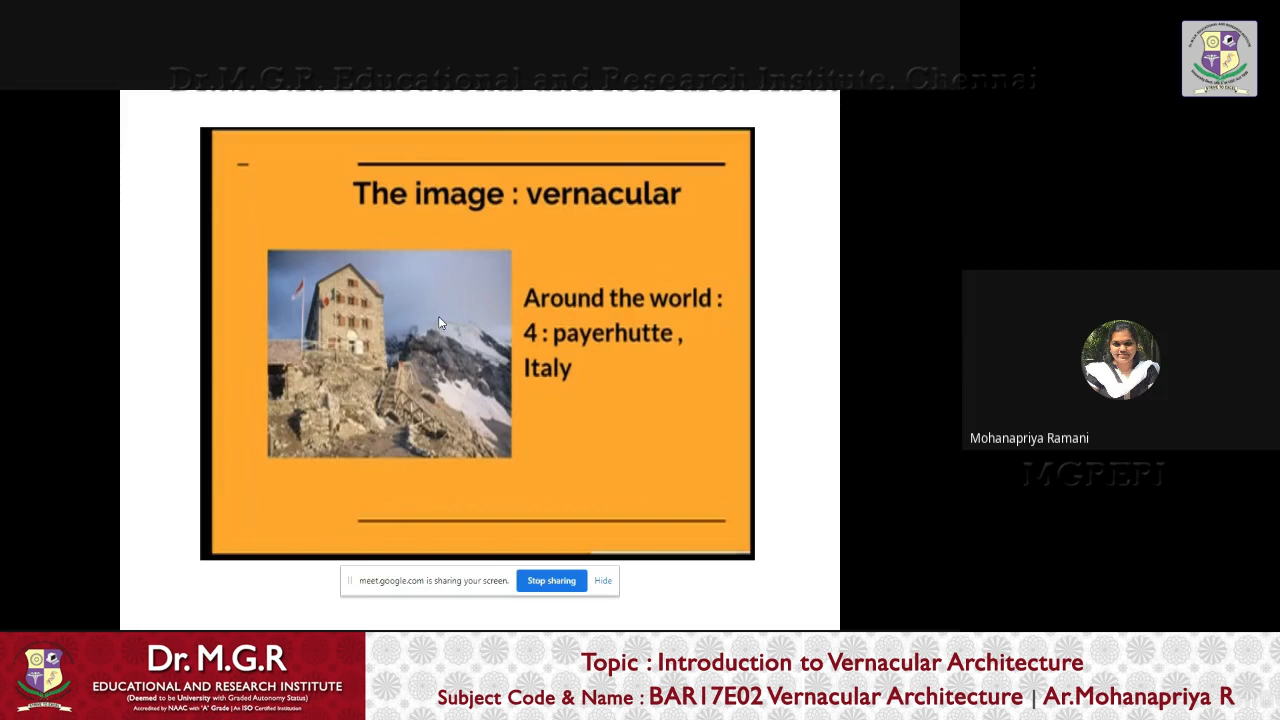 Dr.M.G.R. Educational and Research Institute, Chennai
The image : vernacular
Around the world :
4 : payerhutte ,
Italy
meet.google.com is sharing your screen.
Stop sharing
Hide
Mohanapriya Ramani
MGRERI
Dr. M.G.R
EDUCATIONAL AND RESEARCH INSTITUTE
(Deemed to be University with Graded Autonomy Status)
Accredited by NAAC with 'A' Grade | An ISO Certified Institution
Topic : Introduction to Vernacular Architecture
Subject Code & Name : BAR17E02 Vernacular Architecture | Ar.Mohanapriya R